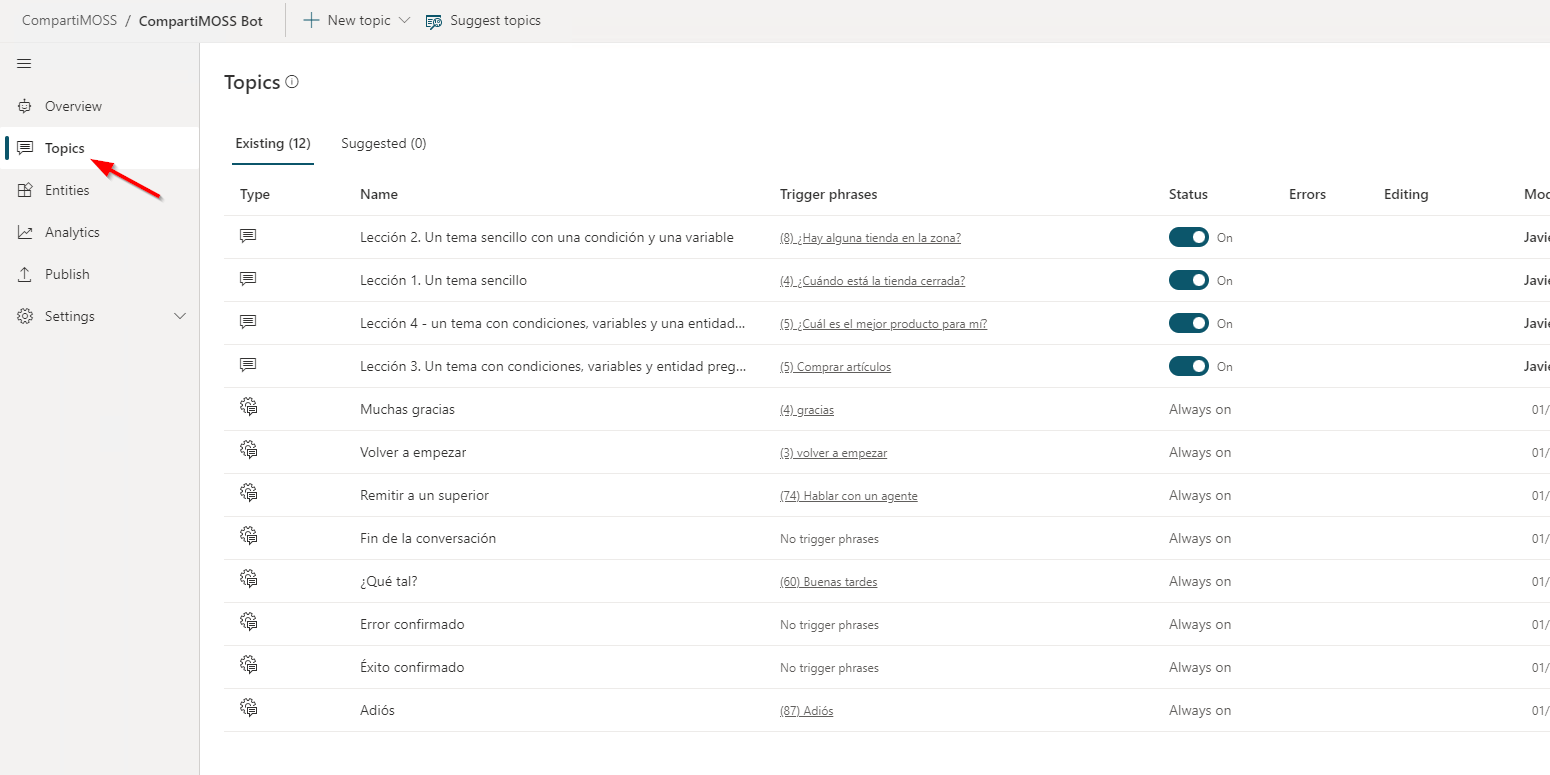 CompartiMOSS / CompartiMOSS Bot New topic Suggest topics
Overview
Topics
Entities
Analytics
Publish
Settings
Topics
Existing (12) Suggested (0)
Type Name Trigger phrases Status Errors Editing Moc
Lección 2. Un tema sencillo con una condición y una variable (8) ¿Hay alguna tienda en la zona? On Javie
Lección 1. Un tema sencillo (4) ¿Cuándo está la tienda cerrada? On Javie
Lección 4 - un tema con condiciones, variables y una entidad... (5) ¿Cuál es el mejor producto para mí? On Javie
Lección 3. Un tema con condiciones, variables y entidad preg... (5) Comprar artículos On Javie
Muchas gracias (4) gracias Always on 01/
Volver a empezar (3) volver a empezar Always on 01/
Remitir a un superior (74) Hablar con un agente Always on 01/
Fin de la conversación No trigger phrases Always on 01/
¿Qué tal? (60) Buenas tardes Always on 01/
Error confirmado No trigger phrases Always on 01/
Éxito confirmado No trigger phrases Always on 01/
Adiós (87) Adiós Always on 01/